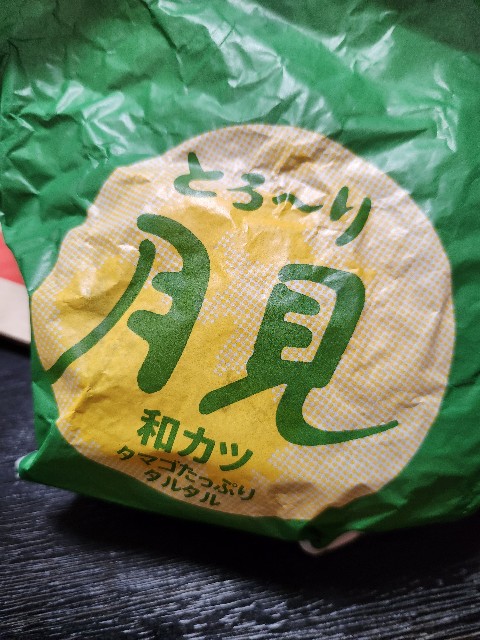 とろ〜り
月見
和カツ
タマゴたっぷり
タルタル